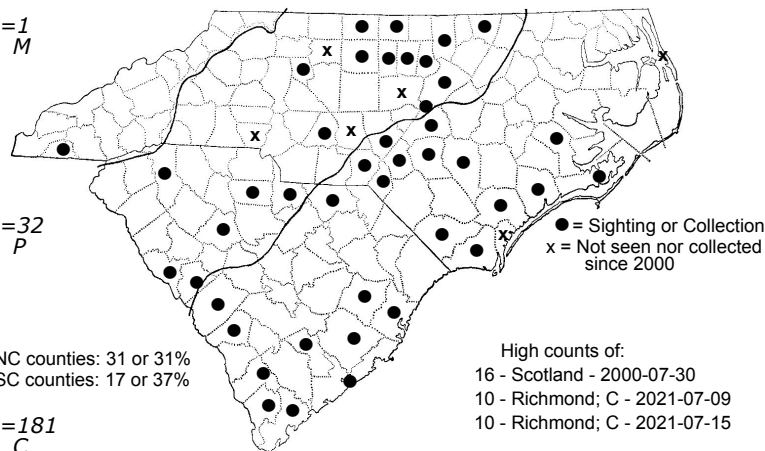 =1
M
=32
P
● = Sighting or Collection
x = Not seen nor collected
since 2000
NC counties: 31 or 31%
SC counties: 17 or 37%
High counts of:
16 - Scotland - 2000-07-30
10 - Richmond; C - 2021-07-09
10 - Richmond; C - 2021-07-15
=181
C